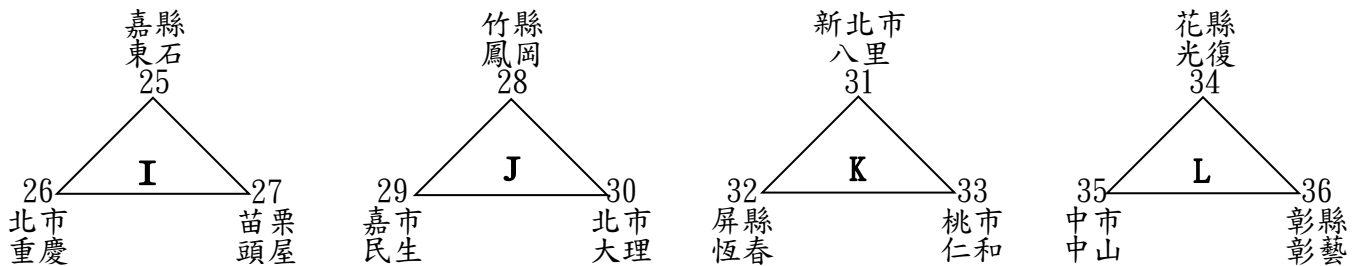 嘉縣
東石
25
I
26
北市
重慶
27
苗栗
頭屋
竹縣
鳳岡
28
J
29
嘉市
民生
30
北市
大理
新北市
八里
31
K
32
屏縣
恆春
33
桃市
仁和
花縣
光復
34
L
35
中市
中山
36
彰縣
彰藝